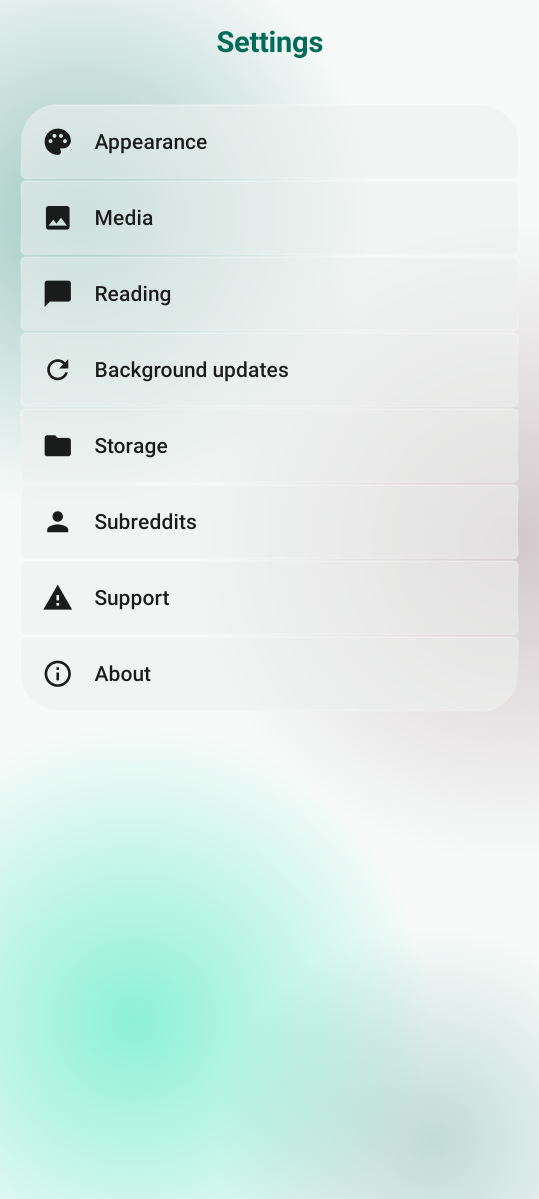 Settings
Appearance
Media
Reading
Background updates
Storage
Subreddits
Support
About